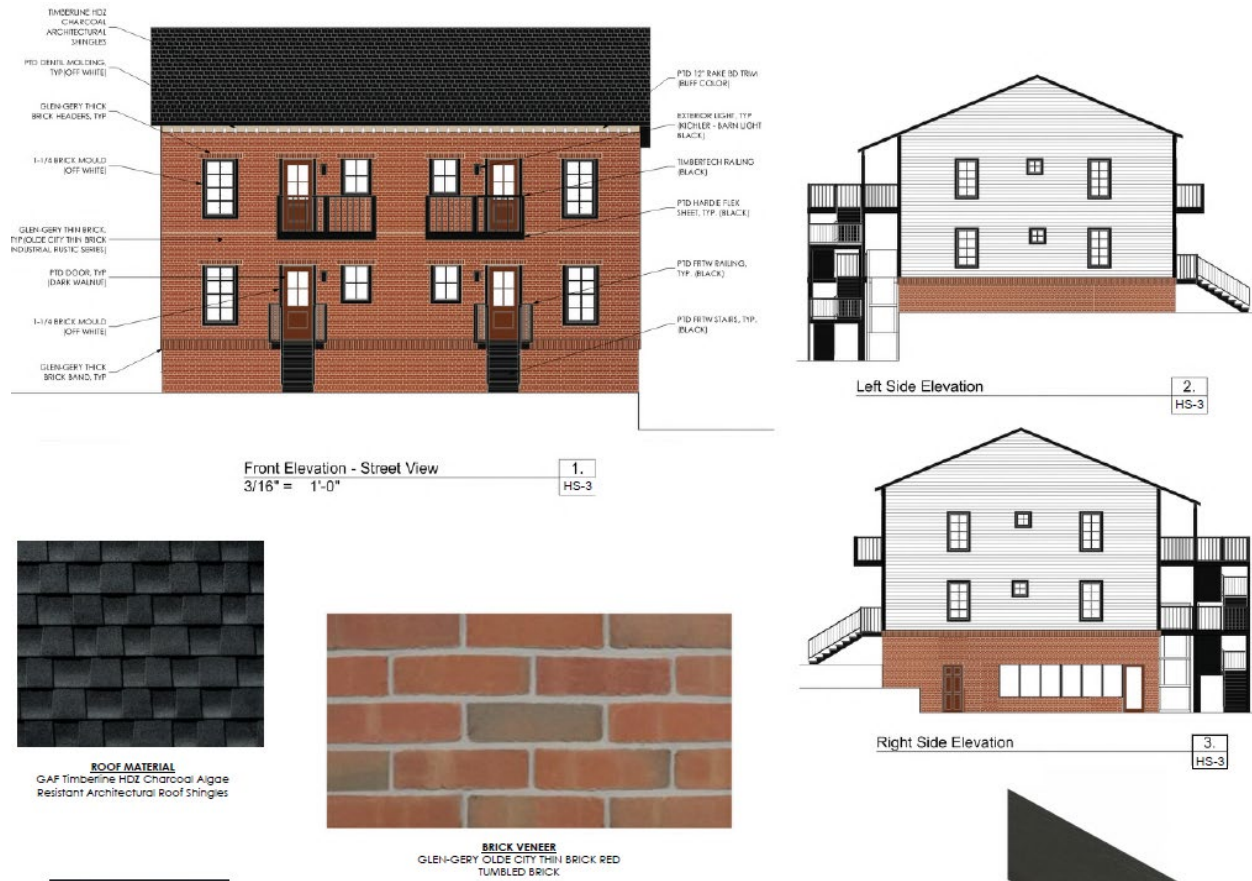 TIMBERLINE HDZ
CHARCOAL
ARCHITECTURAL
SHINGLES
PTD DENTIL MOLDING,
TYP (OFF WHITE)
GLEN-GERY THICK
BRICK HEADERS, TYP
1-1/4 BRICK MOULD
(OFF WHITE)
GLEN-GERY THIN BRICK,
TYP (OLDE CITY THIN BRICK
INDUSTRIAL RUSTIC SERIES)
PTD DOOR, TYP
(DARK WALNUT)
1-1/4 BRICK MOULD
(OFF WHITE)
GLEN-GERY THICK
BRICK BAND, TYP
PTD 12" RAKE BD TRIM
(BUFF COLOR)
EXTERIOR LIGHT, TYP
(KICHLER - BARN LIGHT
BLACK)
TIMBERTECH RAILING
(BLACK)
PTD HARDIE FLEX
SHEET, TYP. (BLACK)
PTD FRTW RAILING,
TYP. (BLACK)
PTD FRTW STAIRS, TYP.
(BLACK)
Front Elevation - Street View 1.
3/16" = 1'-0" HS-3
Left Side Elevation 2.
HS-3
Right Side Elevation 3.
HS-3
ROOF MATERIAL
GAF Timberline HDZ Charcoal Algae
Resistant Architectural Roof Shingles
BRICK VENEER
GLEN-GERY OLDE CITY THIN BRICK RED
TUMBLED BRICK